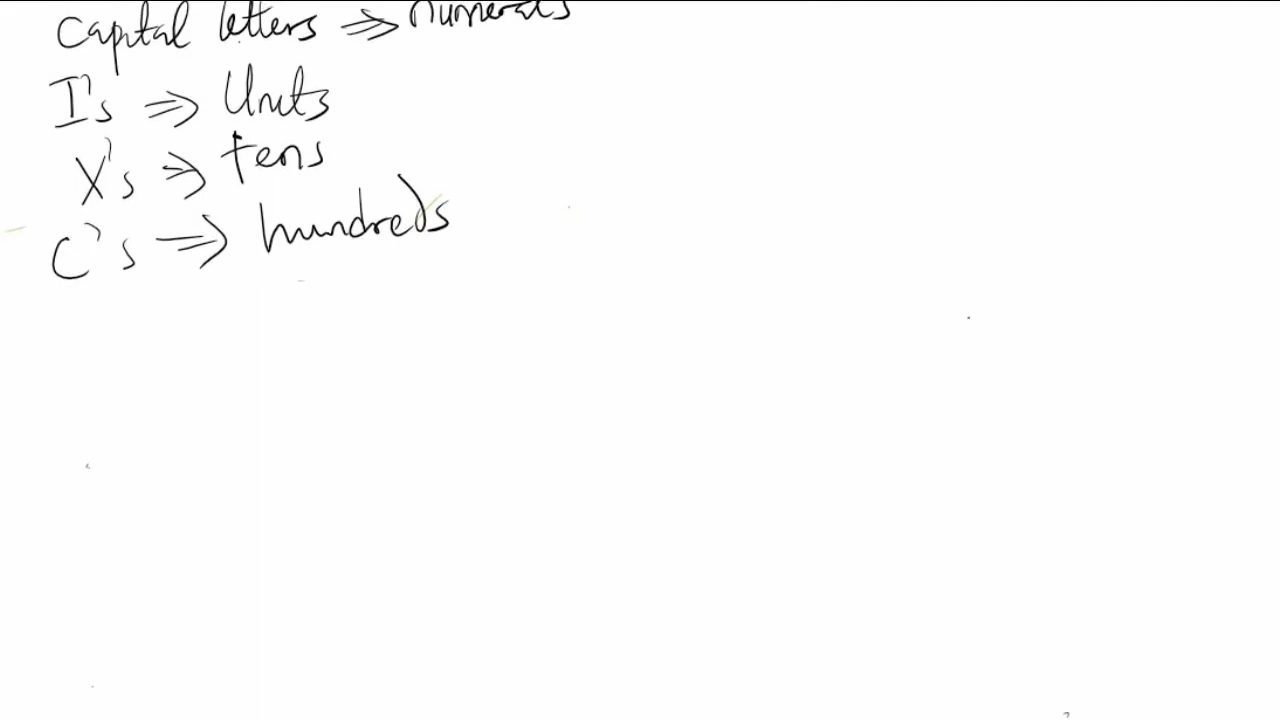 Capital letters ⇒ numerals
I's ⇒ Units
X's ⇒ tens
C's ⇒ hundreds